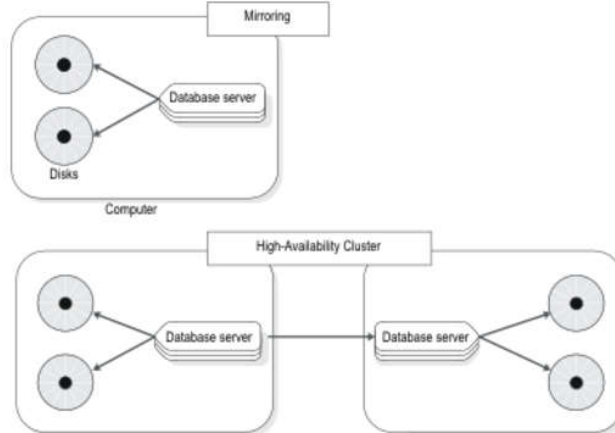 Mirroring
Database server
Disks
Computer
High-Availability Cluster
Database server
Database server